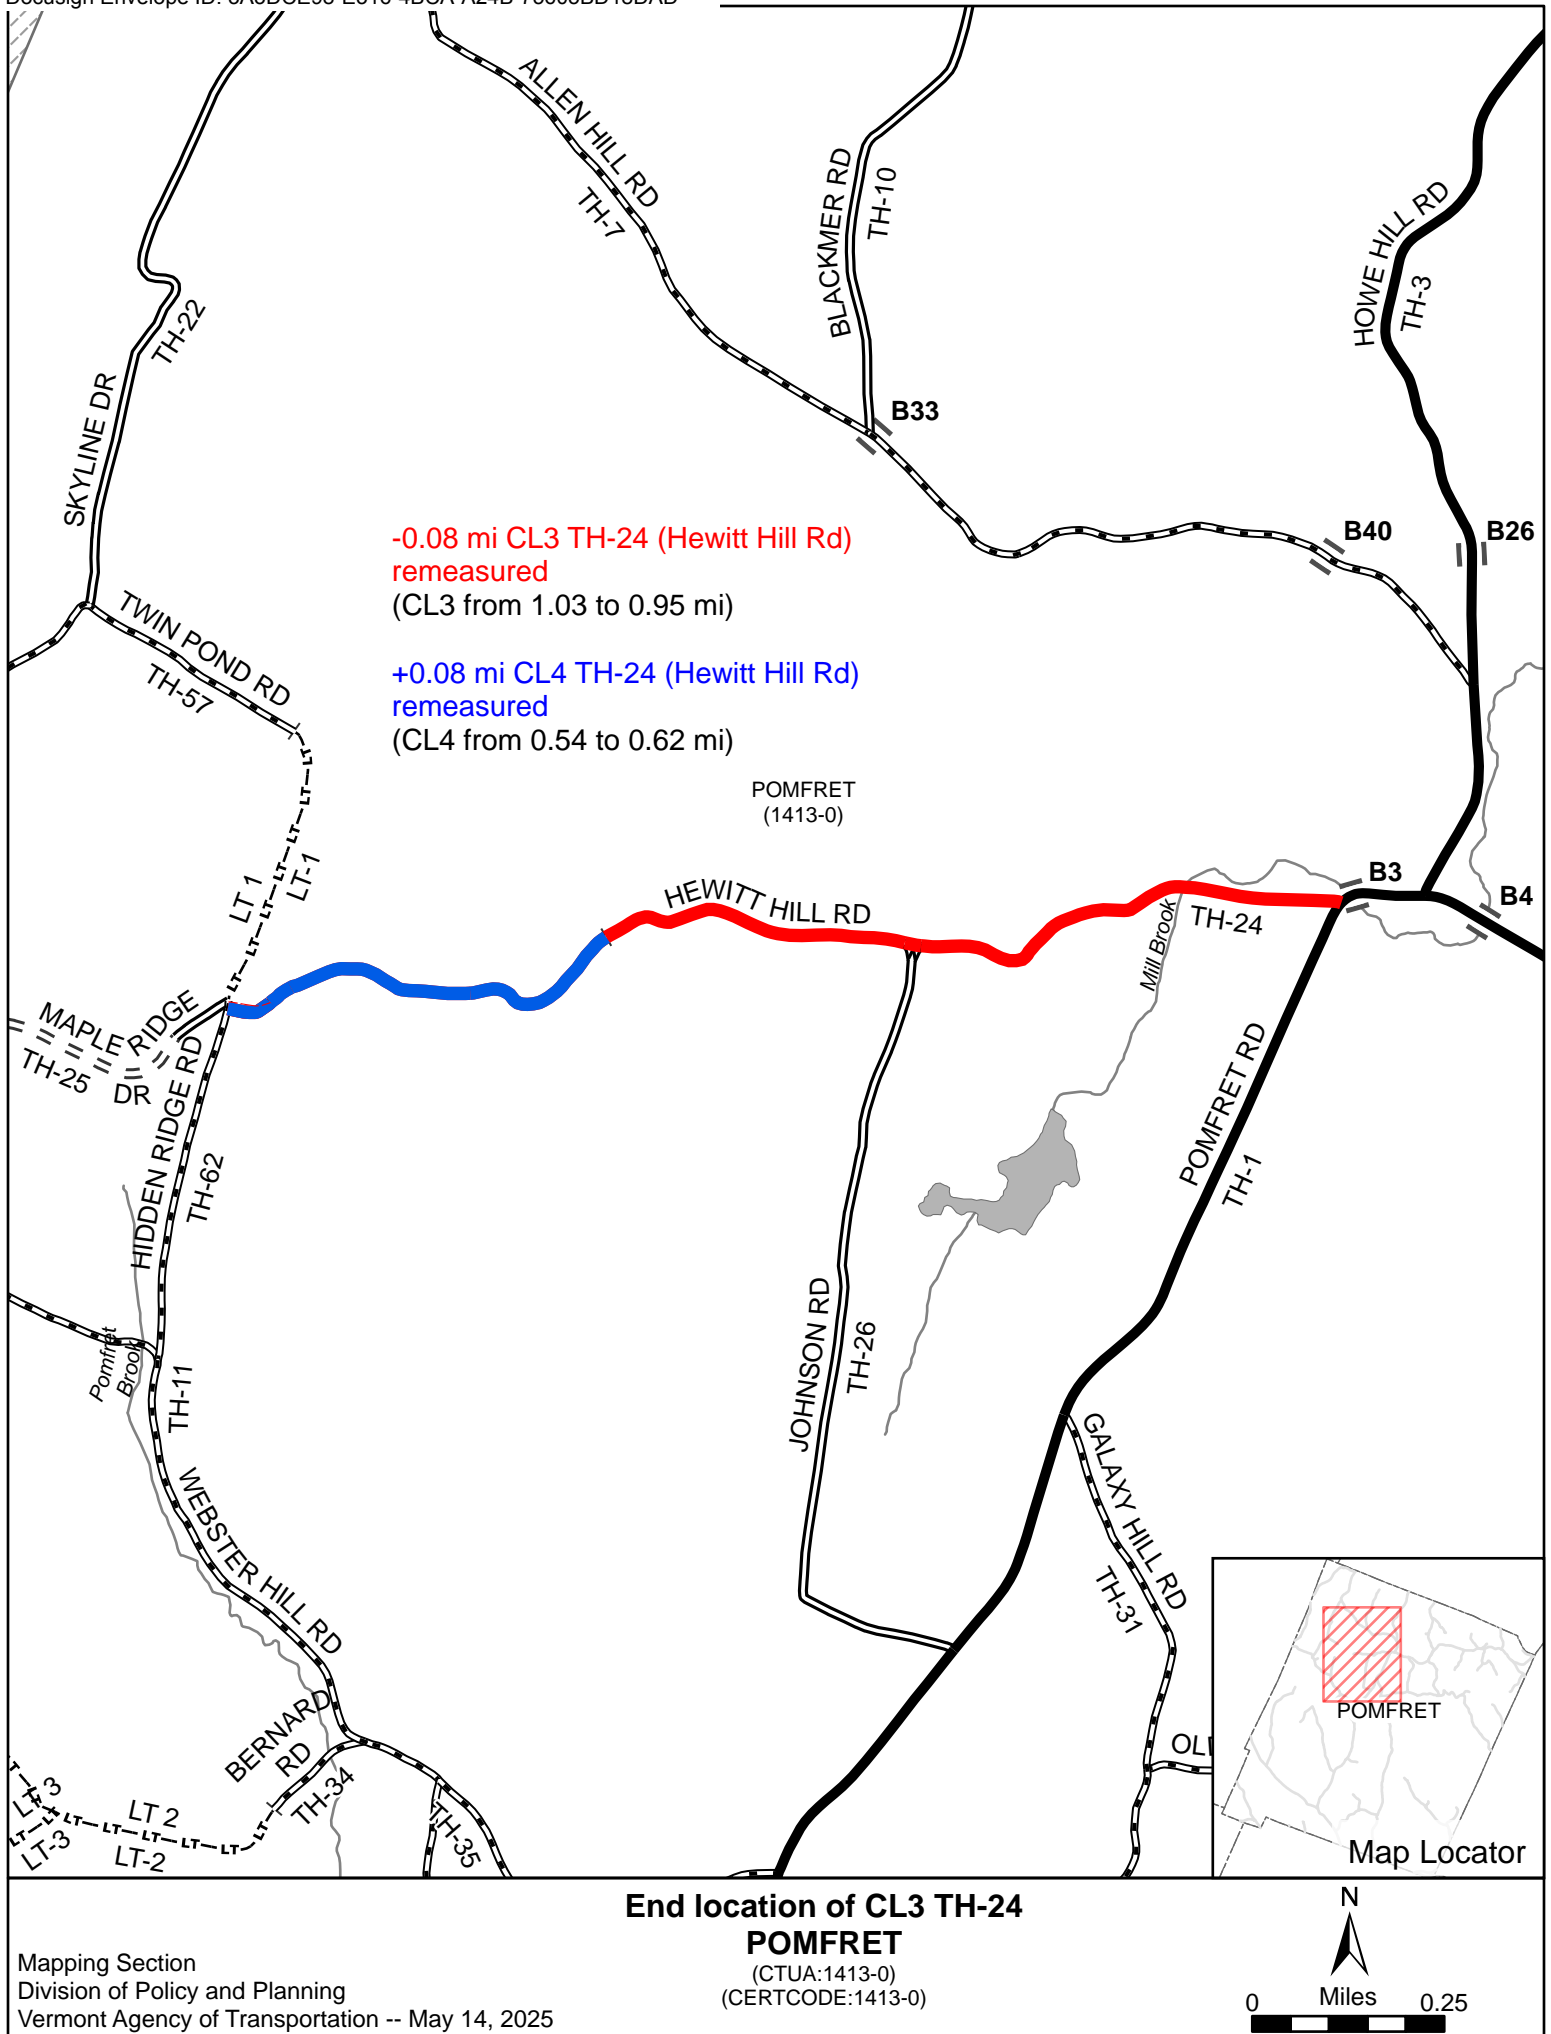 ALLEN HILL RD
TH-7
BLACKMER RD
TH-10
HOWE HILL RD
TH-3
TH-22
SKYLINE DR
B33
B40
B26
-0.08 mi CL3 TH-24 (Hewitt Hill Rd)
remeasured
(CL3 from 1.03 to 0.95 mi)
TWIN POND RD
TH-57
+0.08 mi CL4 TH-24 (Hewitt Hill Rd)
remeasured
(CL4 from 0.54 to 0.62 mi)
POMFRET
(1413-0)
LT 1
LT-1
HEWITT HILL RD
TH-24
B3
B4
Mill Brook
MAPLE RIDGE
DR
TH-25
HIDDEN RIDGE RD
TH-62
POMFRET RD
TH-1
JOHNSON RD
TH-26
Pomfret
Brook
TH-11
WEBSTER HILL RD
GALAXY HILL RD
TH-31
BERNARD
RD
TH-34
TH-35
LT 3
LT-3
LT 2
LT-2
POMFRET
Map Locator
End location of CL3 TH-24
POMFRET
(CTUA:1413-0)
(CERTCODE:1413-0)
Mapping Section
Division of Policy and Planning
Vermont Agency of Transportation -- May 14, 2025
N
Miles
0 0.25